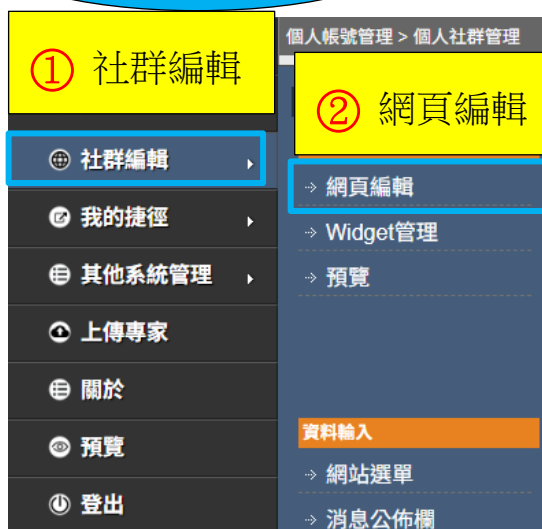 個人帳號管理 > 個人社群管理
① 社群編輯
② 網頁編輯
社群編輯
我的捷徑
其他系統管理
上傳專家
關於
預覽
登出
網頁編輯
Widget管理
預覽
資料輸入
網站選單
消息公佈欄